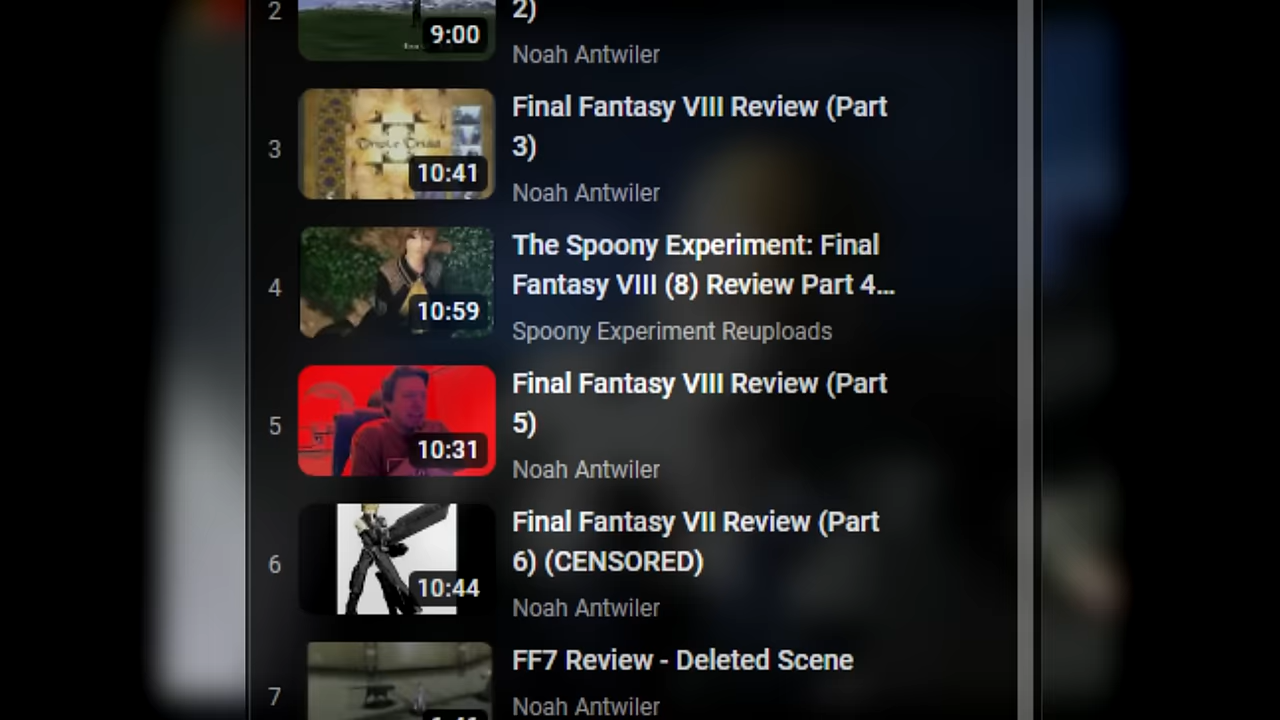 2
9:00
2)
Noah Antwiler
3
10:41
Final Fantasy VIII Review (Part
3)
Noah Antwiler
4
10:59
The Spoony Experiment: Final
Fantasy VIII (8) Review Part 4...
Spoony Experiment Reuploads
5
10:31
Final Fantasy VIII Review (Part
5)
Noah Antwiler
6
10:44
Final Fantasy VII Review (Part
6) (CENSORED)
Noah Antwiler
7
FF7 Review - Deleted Scene
Noah Antwiler